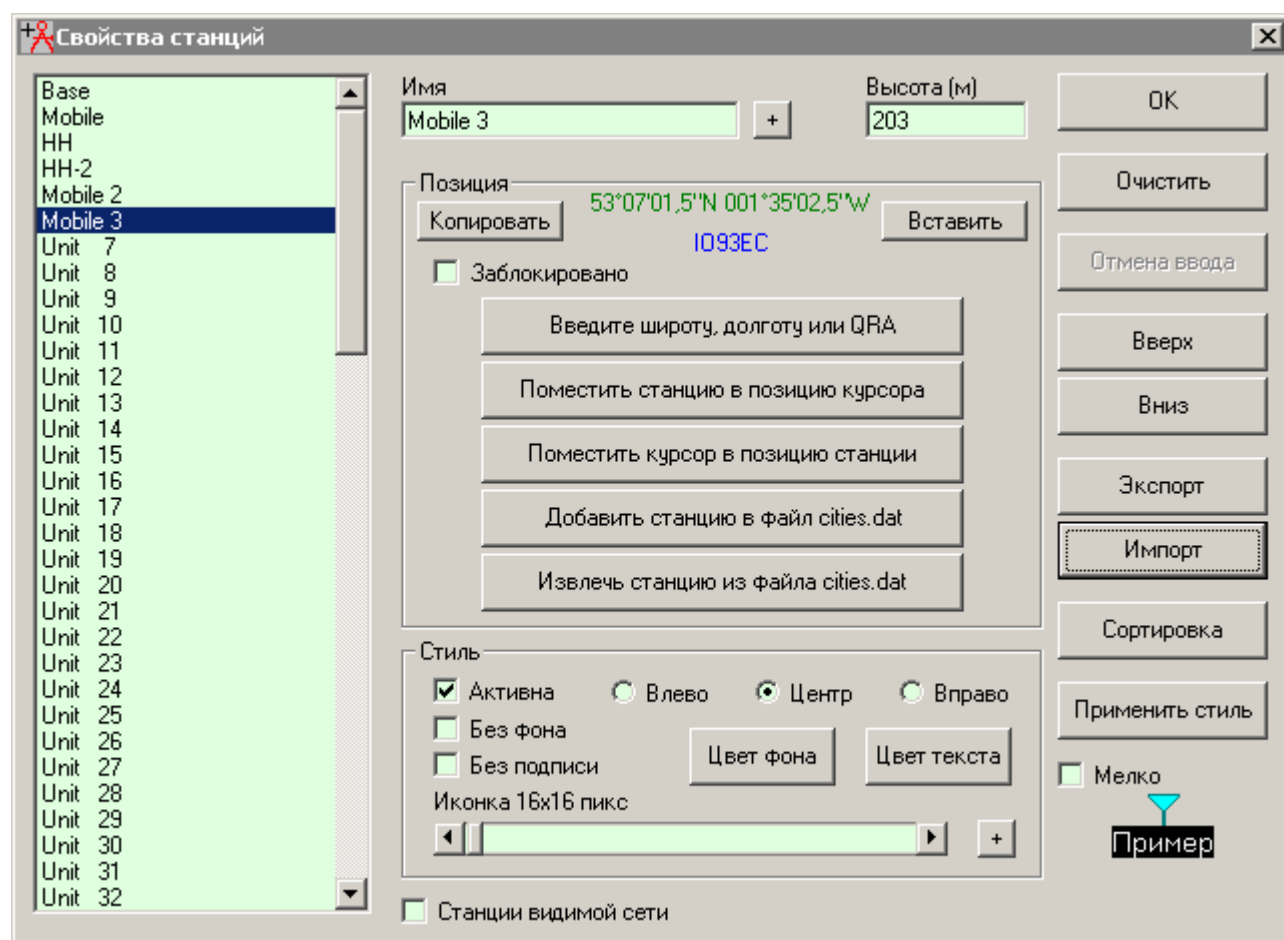 Свойства станций
Base
Mobile
HH
HH-2
Mobile 2
Mobile 3
Unit 7
Unit 8
Unit 9
Unit 10
Unit 11
Unit 12
Unit 13
Unit 14
Unit 15
Unit 16
Unit 17
Unit 18
Unit 19
Unit 20
Unit 21
Unit 22
Unit 23
Unit 24
Unit 25
Unit 26
Unit 27
Unit 28
Unit 29
Unit 30
Unit 31
Unit 32
Имя
Высота (м)
Mobile 3
+
203
Позиция
Копировать
53°07'01,5''N 001°35'02,5''W
Вставить
IO93EC
Заблокировано
Введите широту, долготу или QRA
Поместить станцию в позицию курсора
Поместить курсор в позицию станции
Добавить станцию в файл cities.dat
Извлечь станцию из файла cities.dat
Стиль
Активна
Влево
Центр
Вправо
Без фона
Без подписи
Цвет фона
Цвет текста
Иконка 16x16 пикс
+
Станции видимой сети
OK
Очистить
Отмена ввода
Вверх
Вниз
Экспорт
Импорт
Сортировка
Применить стиль
Мелко
Пример